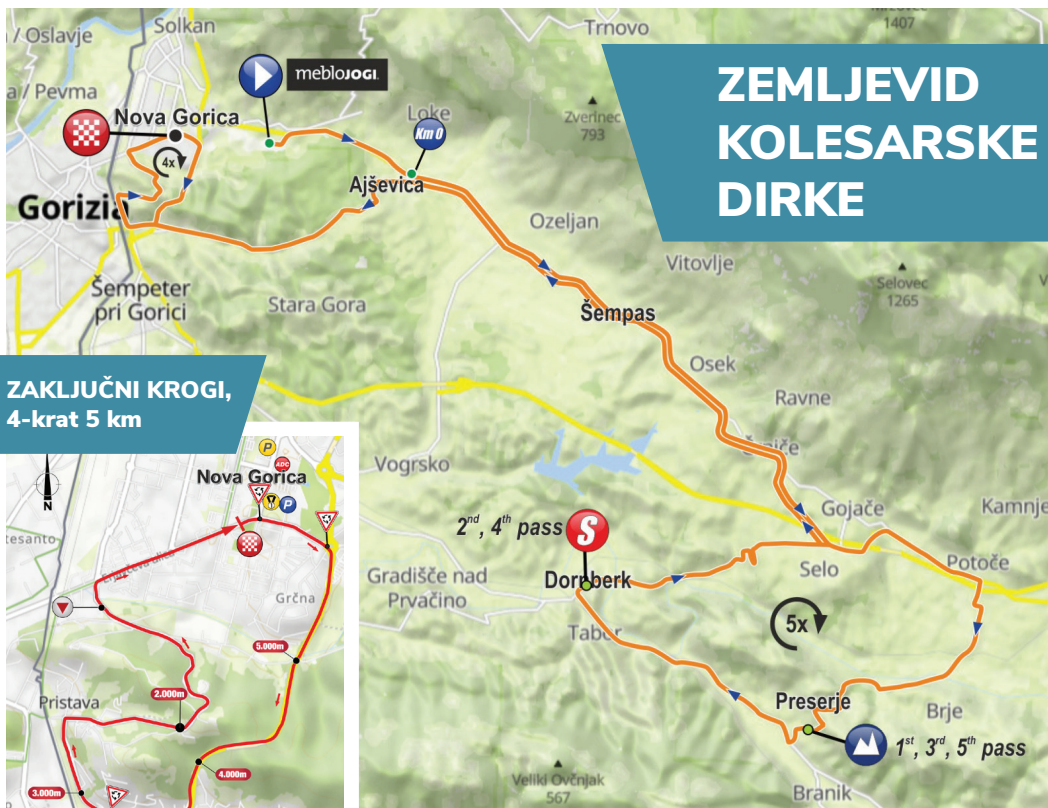 Solkan
Trnovo
1407
/ Oslavje
a / Pevma
meblojogi
Loke
Km 0
Zverinec
793
Nova Gorica
4x
Ajševica
Gorizia
Ozeljan
Vitovlje
Selovec
1265
Šempeter
pri Gorici
Stara Gora
Šempas
Osek
Ravne
ZEMLJEVID
KOLESARSKE
DIRKE
Vogrsko
Gojače
Kamnje
2nd, 4th pass
S
Gradišče nad
Prvačino
Dornberk
Selo
Potoče
Tabor
5x
Preserje
Brje
1st, 3rd, 5th pass
Veliki Ovčnjak
567
Branik
ZAKLJUČNI KROGI,
4-krat 5 km
N
P
ADC
Nova Gorica
P
tesanto
Grčna
5.000m
Pristava
2.000m
4.000m
3.000m